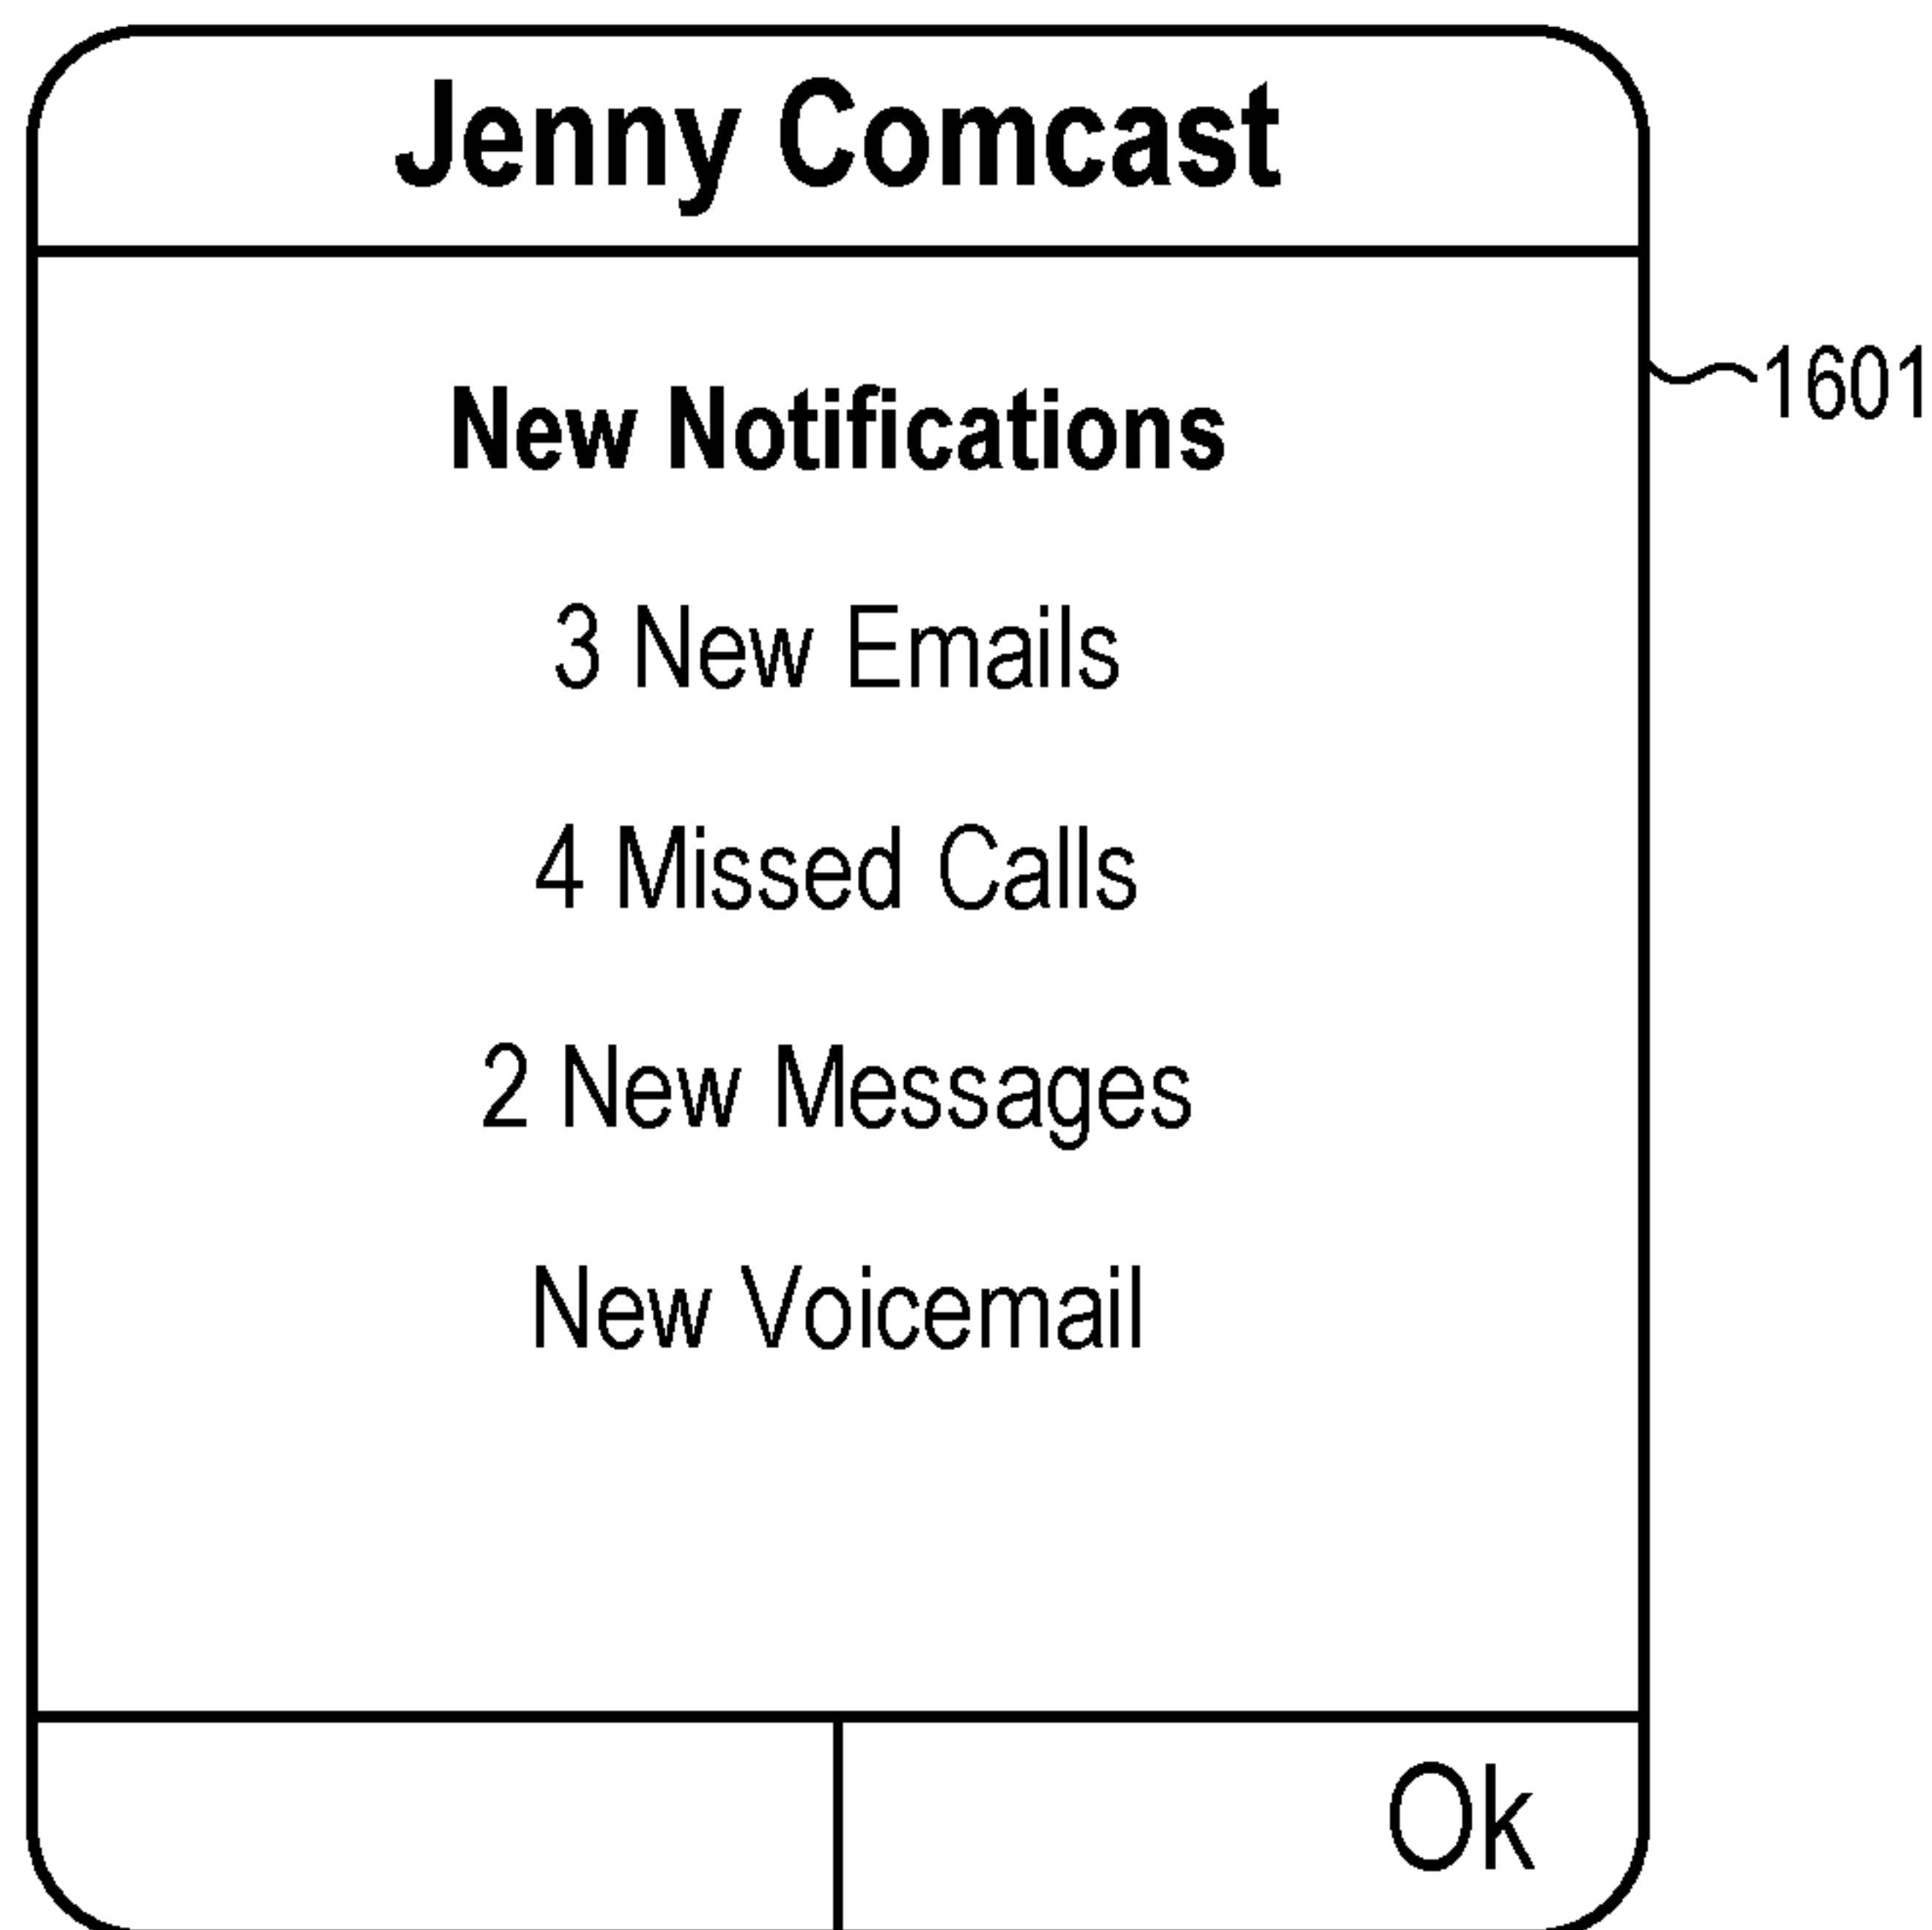 Jenny Comcast
New Notifications
1601
3 New Emails
4 Missed Calls
2 New Messages
New Voicemail
Ok